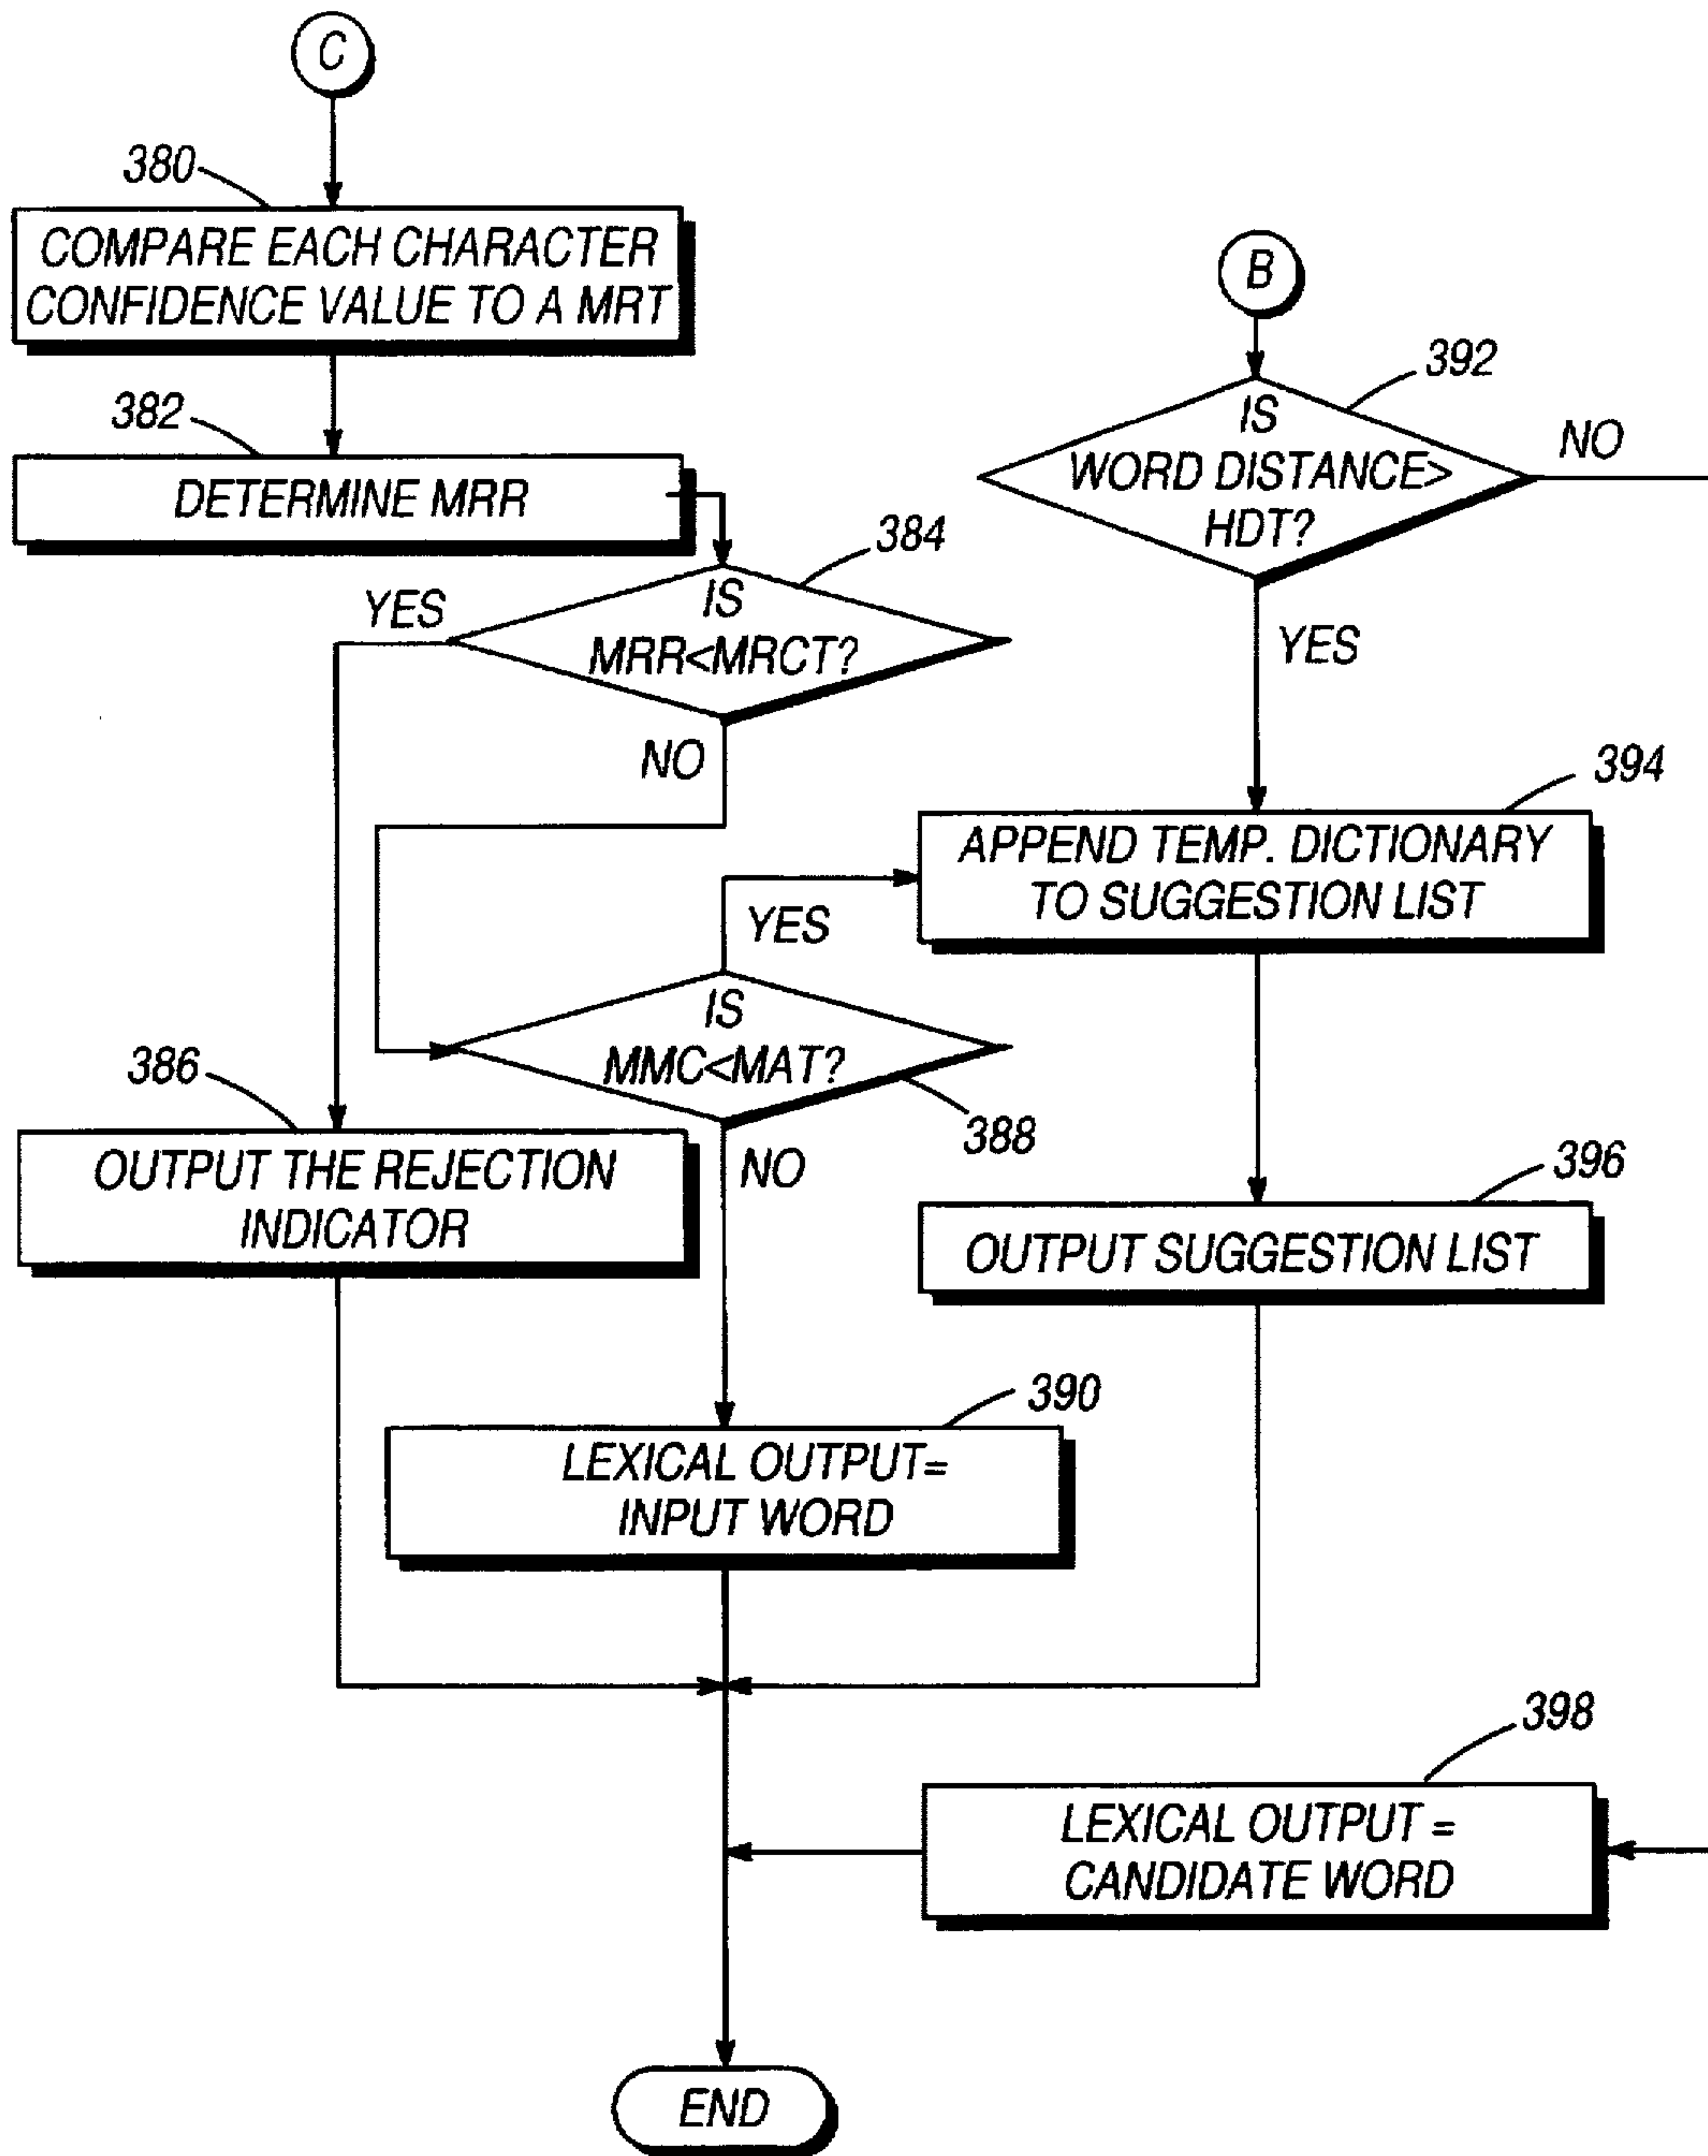 C
380
COMPARE EACH CHARACTER
CONFIDENCE VALUE TO A MRT
382
DETERMINE MRR
384
IS
MRR<MRCT?
YES
NO
386
OUTPUT THE REJECTION
INDICATOR
IS
MMC<MAT?
388
YES
NO
390
LEXICAL OUTPUT=
INPUT WORD
B
392
IS
WORD DISTANCE>
HDT?
NO
YES
394
APPEND TEMP. DICTIONARY
TO SUGGESTION LIST
396
OUTPUT SUGGESTION LIST
398
LEXICAL OUTPUT =
CANDIDATE WORD
END